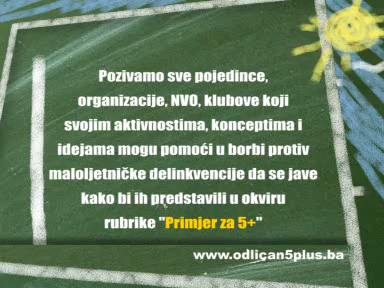 Pozivamo sve pojedince,
organizacije, NVO, klubove koji
svojim aktivnostima, konceptima i
idejama mogu pomoći u borbi protiv
maloljetničke delinkvencije da se jave
kako bi ih predstavili u okviru
rubrike "Primjer za 5+"
www.odlican5plus.ba